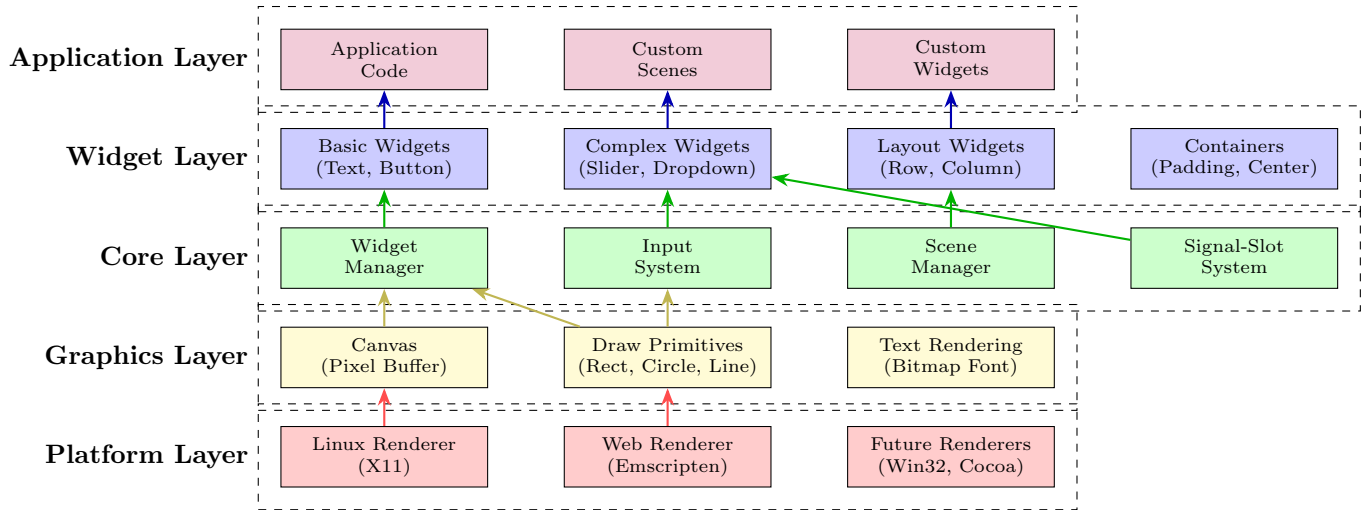 Application Layer
Application
Code
Custom
Scenes
Custom
Widgets
Widget Layer
Basic Widgets
(Text, Button)
Complex Widgets
(Slider, Dropdown)
Layout Widgets
(Row, Column)
Containers
(Padding, Center)
Core Layer
Widget
Manager
Input
System
Scene
Manager
Signal-Slot
System
Graphics Layer
Canvas
(Pixel Buffer)
Draw Primitives
(Rect, Circle, Line)
Text Rendering
(Bitmap Font)
Platform Layer
Linux Renderer
(X11)
Web Renderer
(Emscripten)
Future Renderers
(Win32, Cocoa)